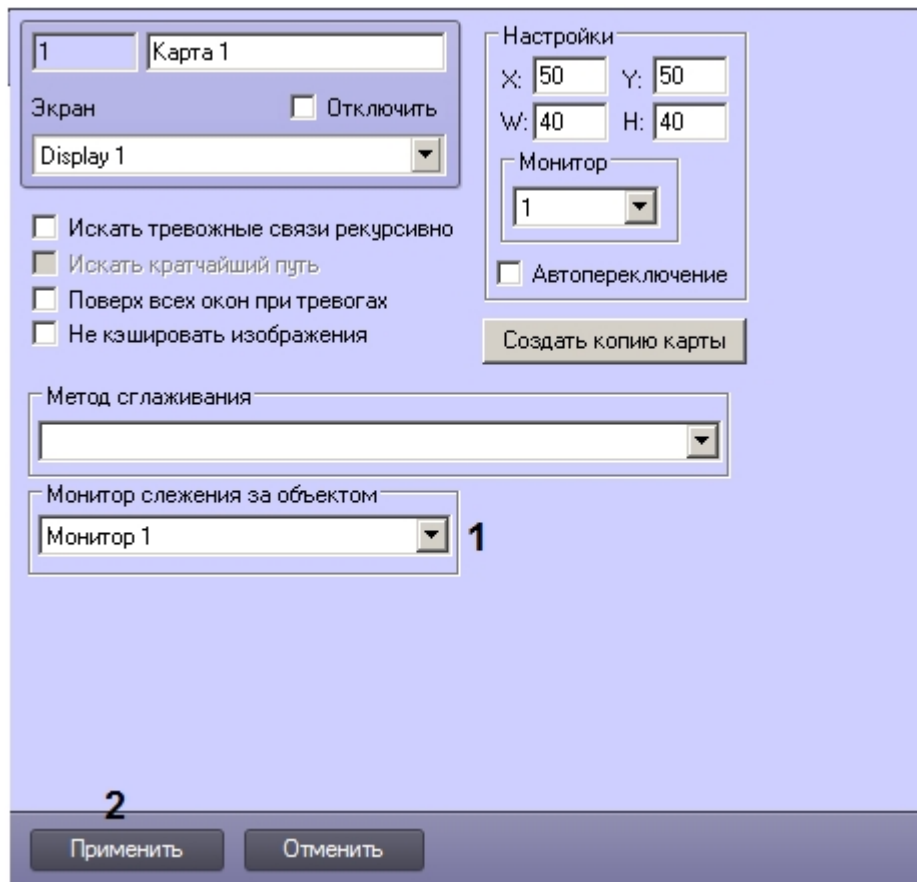 1
Карта 1
Экран
Отключить
Display 1
Искать тревожные связи рекурсивно
Искать кратчайший путь
Поверх всех окон при тревогах
Не кэшировать изображения
Настройки
X: 50 Y: 50
W: 40 H: 40
Монитор
1
Автопереключение
Создать копию карты
Метод сглаживания
Монитор слежения за объектом
Монитор 1
1
2
Применить
Отменить